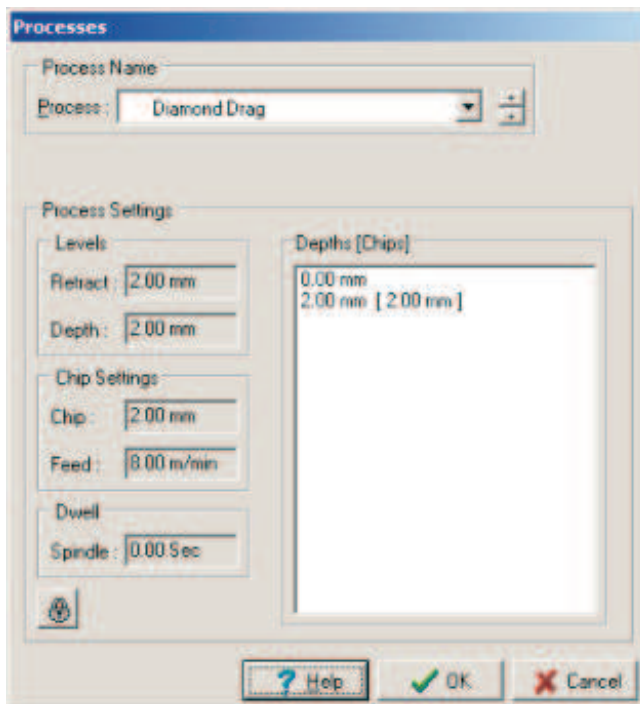 Processes
Process Name
Process : Diamond Drag
Process Settings
Levels
Retract : 2.00 mm
Depth : 2.00 mm
Chip Settings
Chip : 2.00 mm
Feed : 8.00 m/min
Dwell
Spindle : 0.00 Sec
Depths [Chips]
0.00 mm
2.00 mm [ 2.00 mm ]
? Help
OK
Cancel